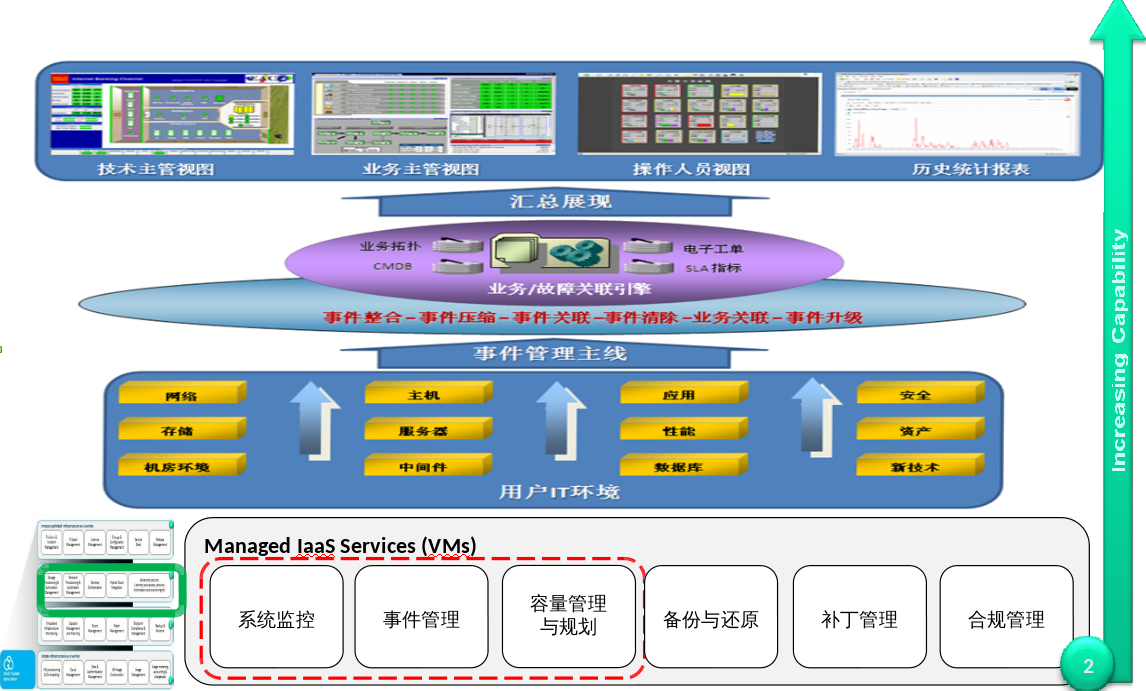 Internet Banking Channel
技术主管视图
业务主管视图
操作人员视图
历史统计报表
汇总展现
业务拓扑
CMDB
电子工单
SLA 指标
业务/故障关联引擎
事件整合–事件压缩–事件关联–事件清除–业务关联–事件升级
事件管理主线
网络
主机
应用
安全
存储
服务器
性能
资产
机房环境
中间件
数据库
新技术
用户IT环境
Increasing Capability
Managed IaaS Services (VMs)
系统监控
事件管理
容量管理
与规划
备份与还原
补丁管理
合规管理
2